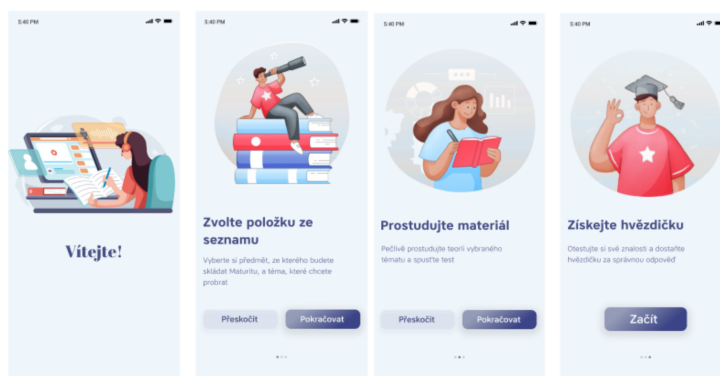 5:40 PM
Vítejte!
5:40 PM
Zvolte položku ze
seznamu
Vyberte si předmět, ze kterého budete
skládat Maturitu, a téma, které chcete
probrat
Přeskočit
Pokračovat
5:40 PM
Prostudujte materiál
Pečlivě prostudujte teorii vybraného
tématu a spusťte test
Přeskočit
Pokračovat
5:40 PM
Získejte hvězdičku
Otestujte si své znalosti a dostaňte
hvězdičku za správnou odpověď
Začít